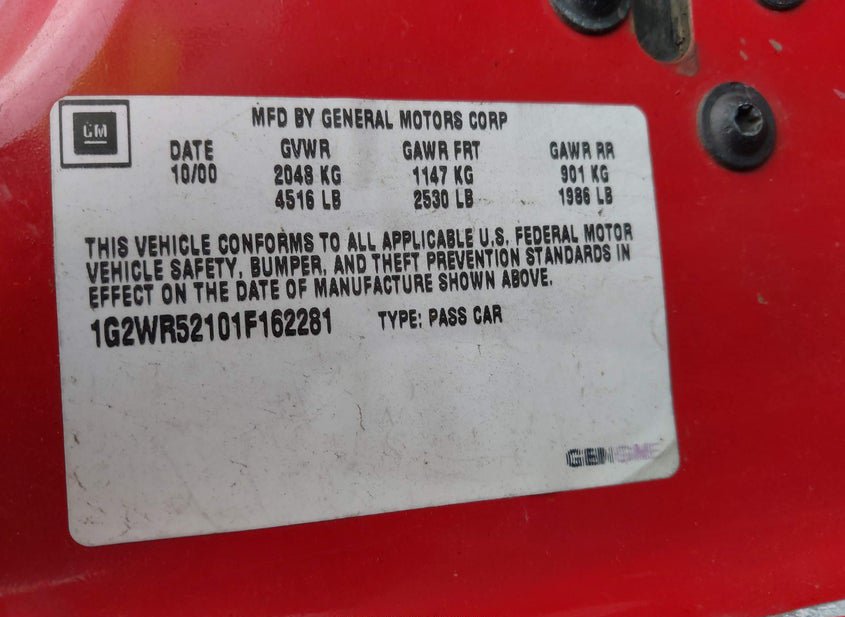 GM
MFD BY GENERAL MOTORS CORP
DATE GVWR GAWR FRT GAWR RR
10/00 2048 KG 1147 KG 901 KG
4516 LB 2530 LB 1986 LB
THIS VEHICLE CONFORMS TO ALL APPLICABLE U.S. FEDERAL MOTOR
VEHICLE SAFETY, BUMPER, AND THEFT PREVENTION STANDARDS IN
EFFECT ON THE DATE OF MANUFACTURE SHOWN ABOVE.
1G2WR52101F162281 TYPE: PASS CAR